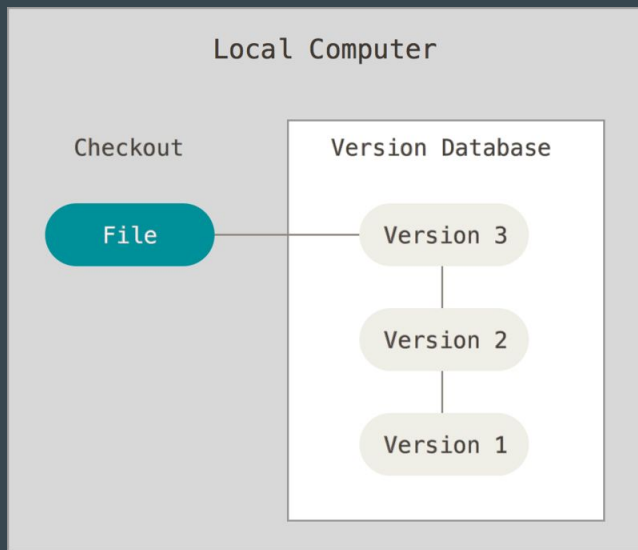 Local Computer
Checkout
Version Database
File
Version 3
Version 2
Version 1